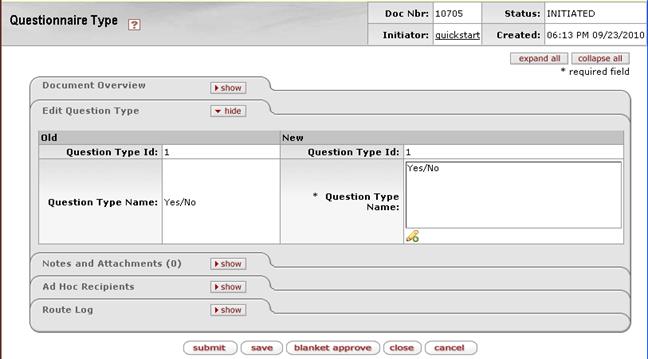 Questionnaire Type ?
Doc Nbr: 10705 Status: INITIATED
Initiator: quickstart Created: 06:13 PM 09/23/2010
expand all collapse all
* required field
Document Overview show
Edit Question Type hide
Old New
Question Type Id: 1 Question Type Id: 1
Question Type Name: Yes/No * Question Type Name: Yes/No
Notes and Attachments (0) show
Ad Hoc Recipients show
Route Log show
submit save blanket approve close cancel